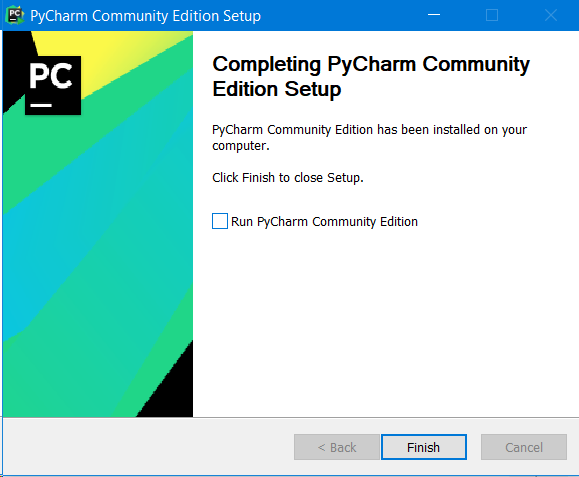 PC PyCharm Community Edition Setup
PC
Completing PyCharm Community
Edition Setup
PyCharm Community Edition has been installed on your
computer.
Click Finish to close Setup.
Run PyCharm Community Edition
< Back Finish Cancel